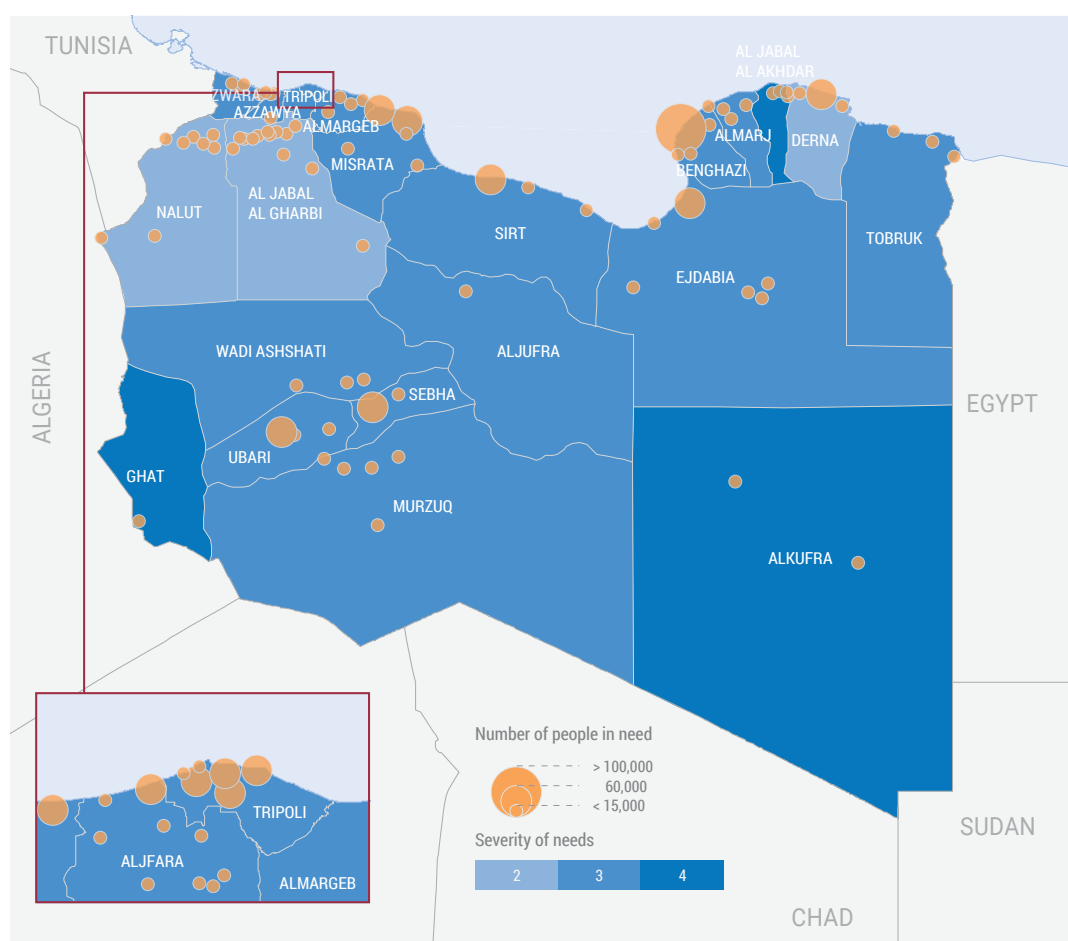 TUNISIA
AL JABAL
AL AKHDAR
ZWARA
TRIPOLI
AZZAWYA
ALMARGEB
ALMARJ
DERNA
MISRATA
BENGHAZI
AL JABAL
AL GHARBI
NALUT
SIRT
TOBRUK
EJDABIA
WADI ASHSHATI
ALJUFRA
ALGERIA
SEBHA
EGYPT
UBARI
GHAT
MURZUQ
ALKUFRA
Number of people in need
> 100,000
60,000
< 15,000
TRIPOLI
Severity of needs
SUDAN
ALJFARA
2 3 4
ALMARGEB
CHAD